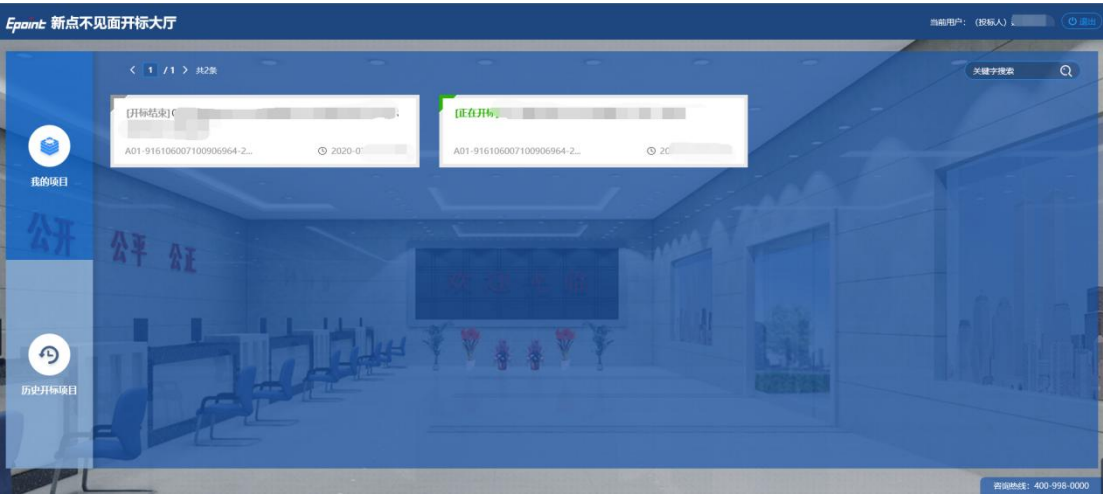 Epoint 新点不见面开标大厅
当前用户： (投标人)
退出
< 1 / 1 > 共2条
关键字搜索
[开标结束]
A01-916106007100906964-2...
2020-0
[正在开标]
A01-916106007100906964-2...
20
我的项目
公开
公平 公正
历史开标项目
咨询热线：400-998-0000